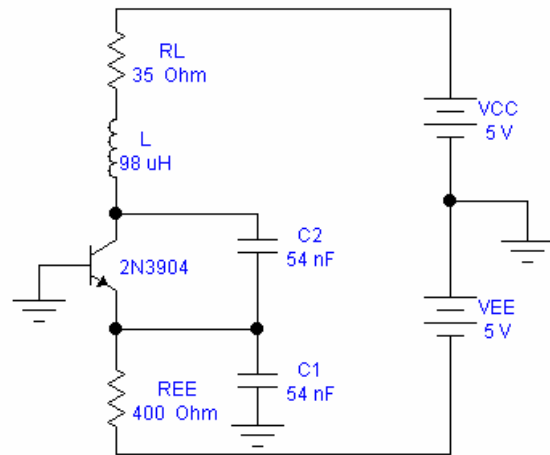 RL
35 Ohm
L
98 uH
VCC
5 V
C2
54 nF
2N3904
VEE
5 V
C1
54 nF
REE
400 Ohm